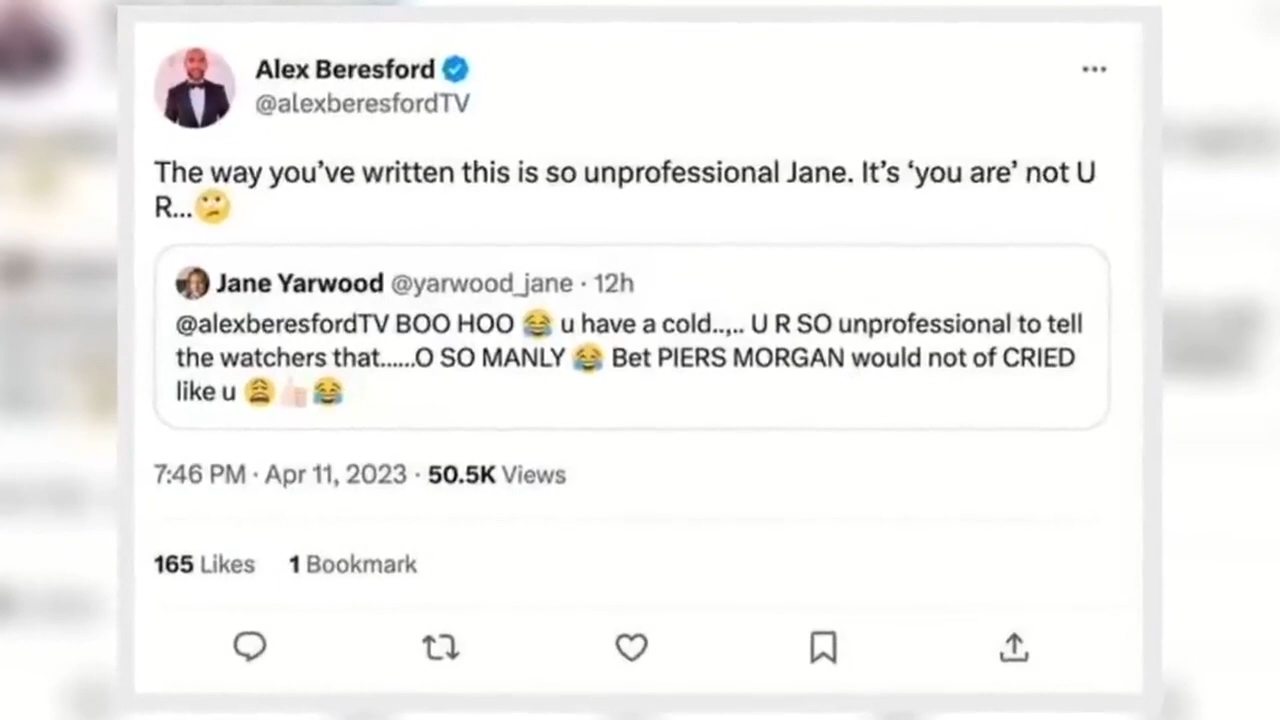 Alex Beresford
@alexberesfordTV
The way you’ve written this is so unprofessional Jane. It’s ‘you are’ not U
R...🫤
Jane Yarwood @yarwood_jane · 12h
@alexberesfordTV BOO HOO 😂 u have a cold..,.. U R SO unprofessional to tell
the watchers that......O SO MANLY 😂 Bet PIERS MORGAN would not of CRIED
like u 😩👍🏻😂
7:46 PM · Apr 11, 2023 · 50.5K Views
165 Likes 1 Bookmark